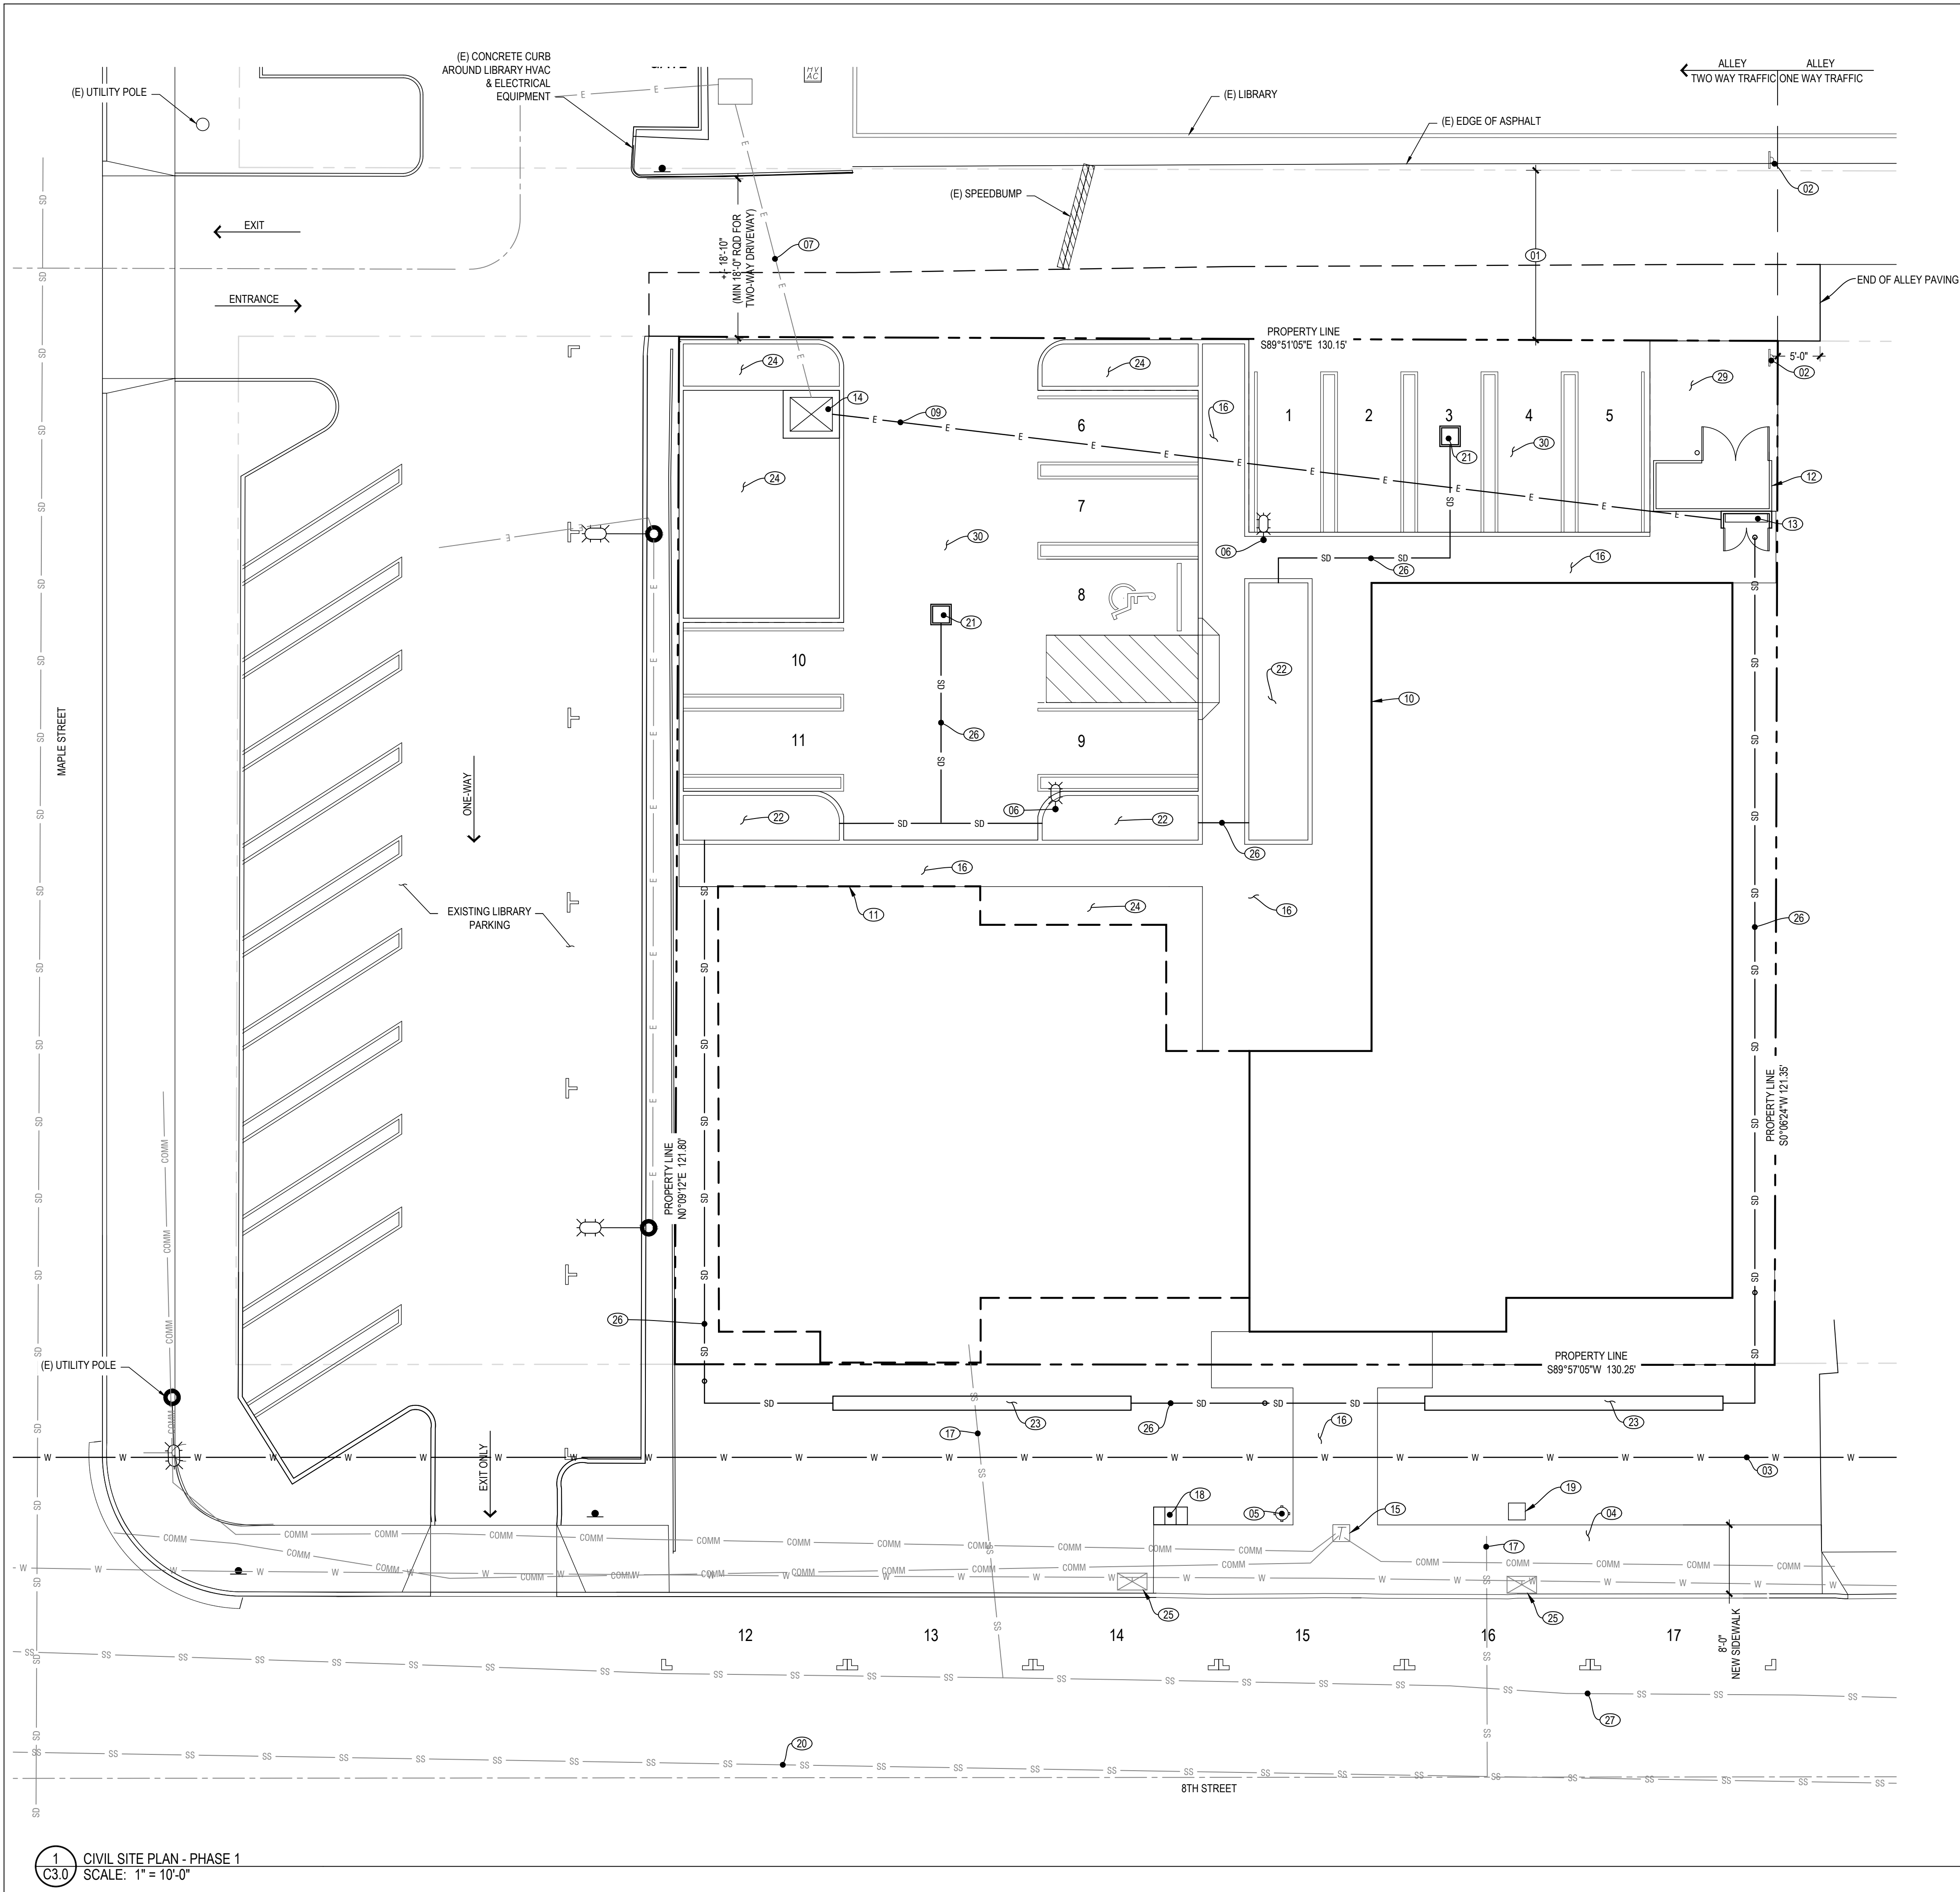 (E) CONCRETE CURB
AROUND LIBRARY HVAC
& ELECTRICAL
EQUIPMENT
HV
AC
(E) UTILITY POLE
(E) LIBRARY
(E) EDGE OF ASPHALT
ALLEY
ALLEY
TWO WAY TRAFFIC
ONE WAY TRAFFIC
02
(E) SPEEDBUMP
EXIT
+/- 18'-10"
(MIN 18'-0" RQD FOR
TWO-WAY DRIVEWAY)
07
01
ENTRANCE
END OF ALLEY PAVING
PROPERTY LINE
S89°51'05"E 130.15'
5'-0"
24
24
02
29
14
09
16
6
1
2
3
4
5
30
21
24
12
7
13
30
06
16
26
8
21
10
22
10
26
11
9
MAPLE STREET
ONE-WAY
06
22
22
26
16
EXISTING LIBRARY
PARKING
11
24
16
26
PROPERTY LINE
N0°09'12"E 121.80'
PROPERTY LINE
S0°06'24"W 121.35'
26
(E) UTILITY POLE
PROPERTY LINE
S89°57'05"W 130.25'
23
26
23
17
16
03
EXIT ONLY
18
05
15
19
04
17
25
25
8'-0"
NEW SIDEWALK
12
13
14
15
16
17
27
20
8TH STREET
E
SD
SS
W
COMM
T
1
C3.0
CIVIL SITE PLAN - PHASE 1
SCALE: 1" = 10'-0"